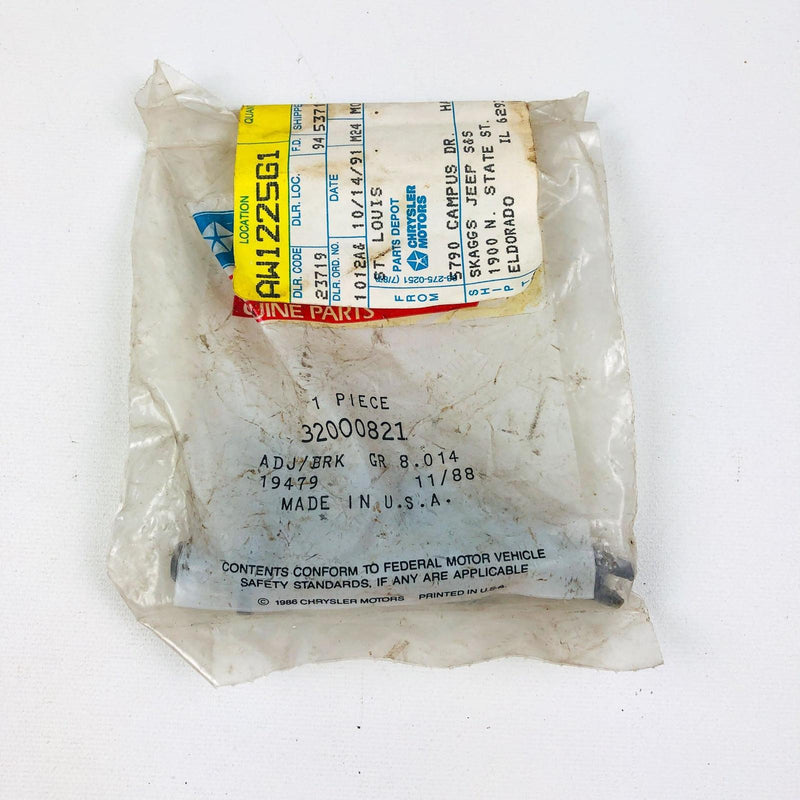 LOCATION
AW1225G1
DLR. CODE
DLR. LOC.
F.D.
23719
94
DLR. ORD. NO.
DATE
1012A& 10/14/91 M24
ST. LOUIS
PARTS DEPOT
CHRYSLER
MOTORS
FROM
5790 CAMPUS DR.
SHIP
SKAGGS JEEP S&S
1900 N. STATE ST.
ELDORADO IL
PARTS
1 PIECE
32000821
ADJ/BRK GR 8.014
19479 11/88
MADE IN U.S.A.
CONTENTS CONFORM TO FEDERAL MOTOR VEHICLE
SAFETY STANDARDS, IF ANY ARE APPLICABLE
© 1986 CHRYSLER MOTORS PRINTED IN U.S.A.